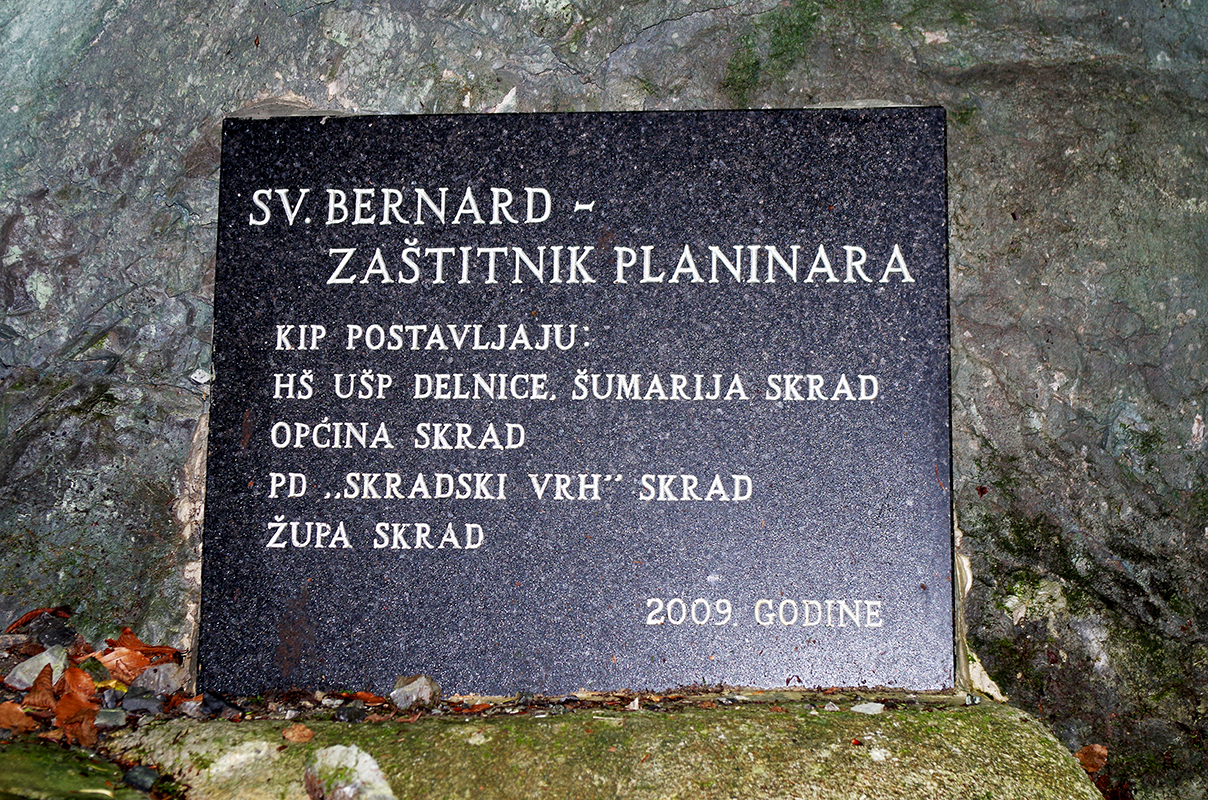 SV. BERNARD -
ZAŠTITNIK PLANINARA
KIP POSTAVLJAJU:
HŠ UŠP DELNICE, ŠUMARIJA SKRAD
OPĆINA SKRAD
PD ,,SKRADSKI VRH" SKRAD
ŽUPA SKRAD
2009. GODINE